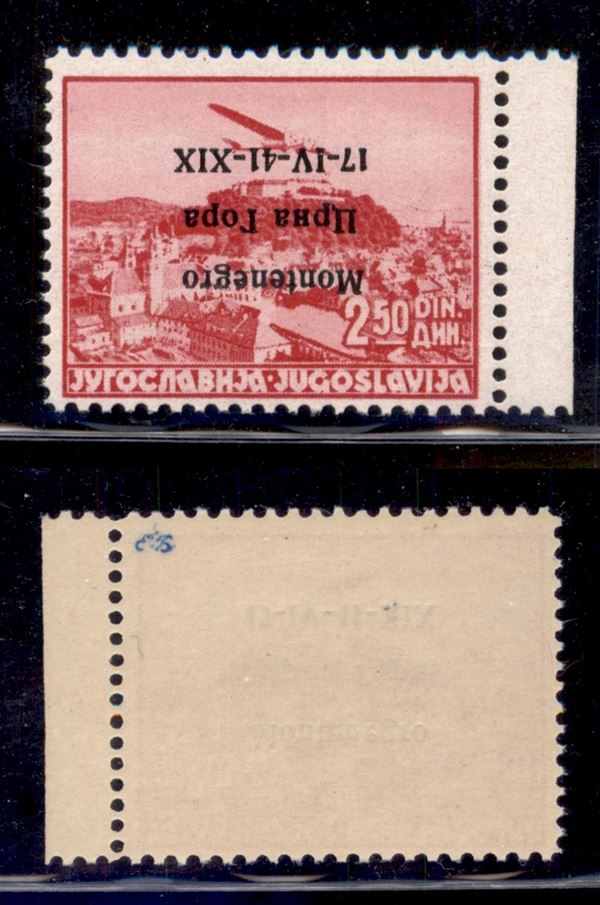 17-IV-41-XIX
Црна Гора
Montenegro
2.50 DIN.
ДИН.
ЈУГОСЛАВИЈА·JUGOSLAVIJA